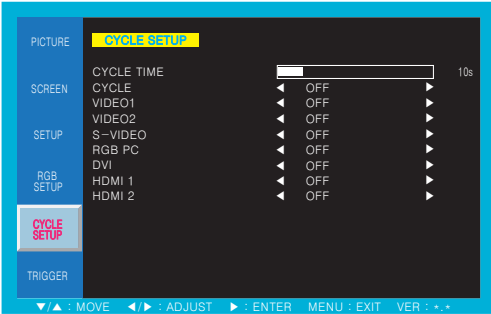 PICTURE
SCREEN
SETUP
RGB
SETUP
CYCLE
SETUP
TRIGGER
CYCLE SETUP
CYCLE TIME 10s
CYCLE ◀ OFF ▶
VIDEO1 ◀ OFF ▶
VIDEO2 ◀ OFF ▶
S-VIDEO ◀ OFF ▶
RGB PC ◀ OFF ▶
DVI ◀ OFF ▶
HDMI 1 ◀ OFF ▶
HDMI 2 ◀ OFF ▶
▼/▲ : MOVE ◀/▶ : ADJUST ▶ : ENTER MENU : EXIT VER : *.*